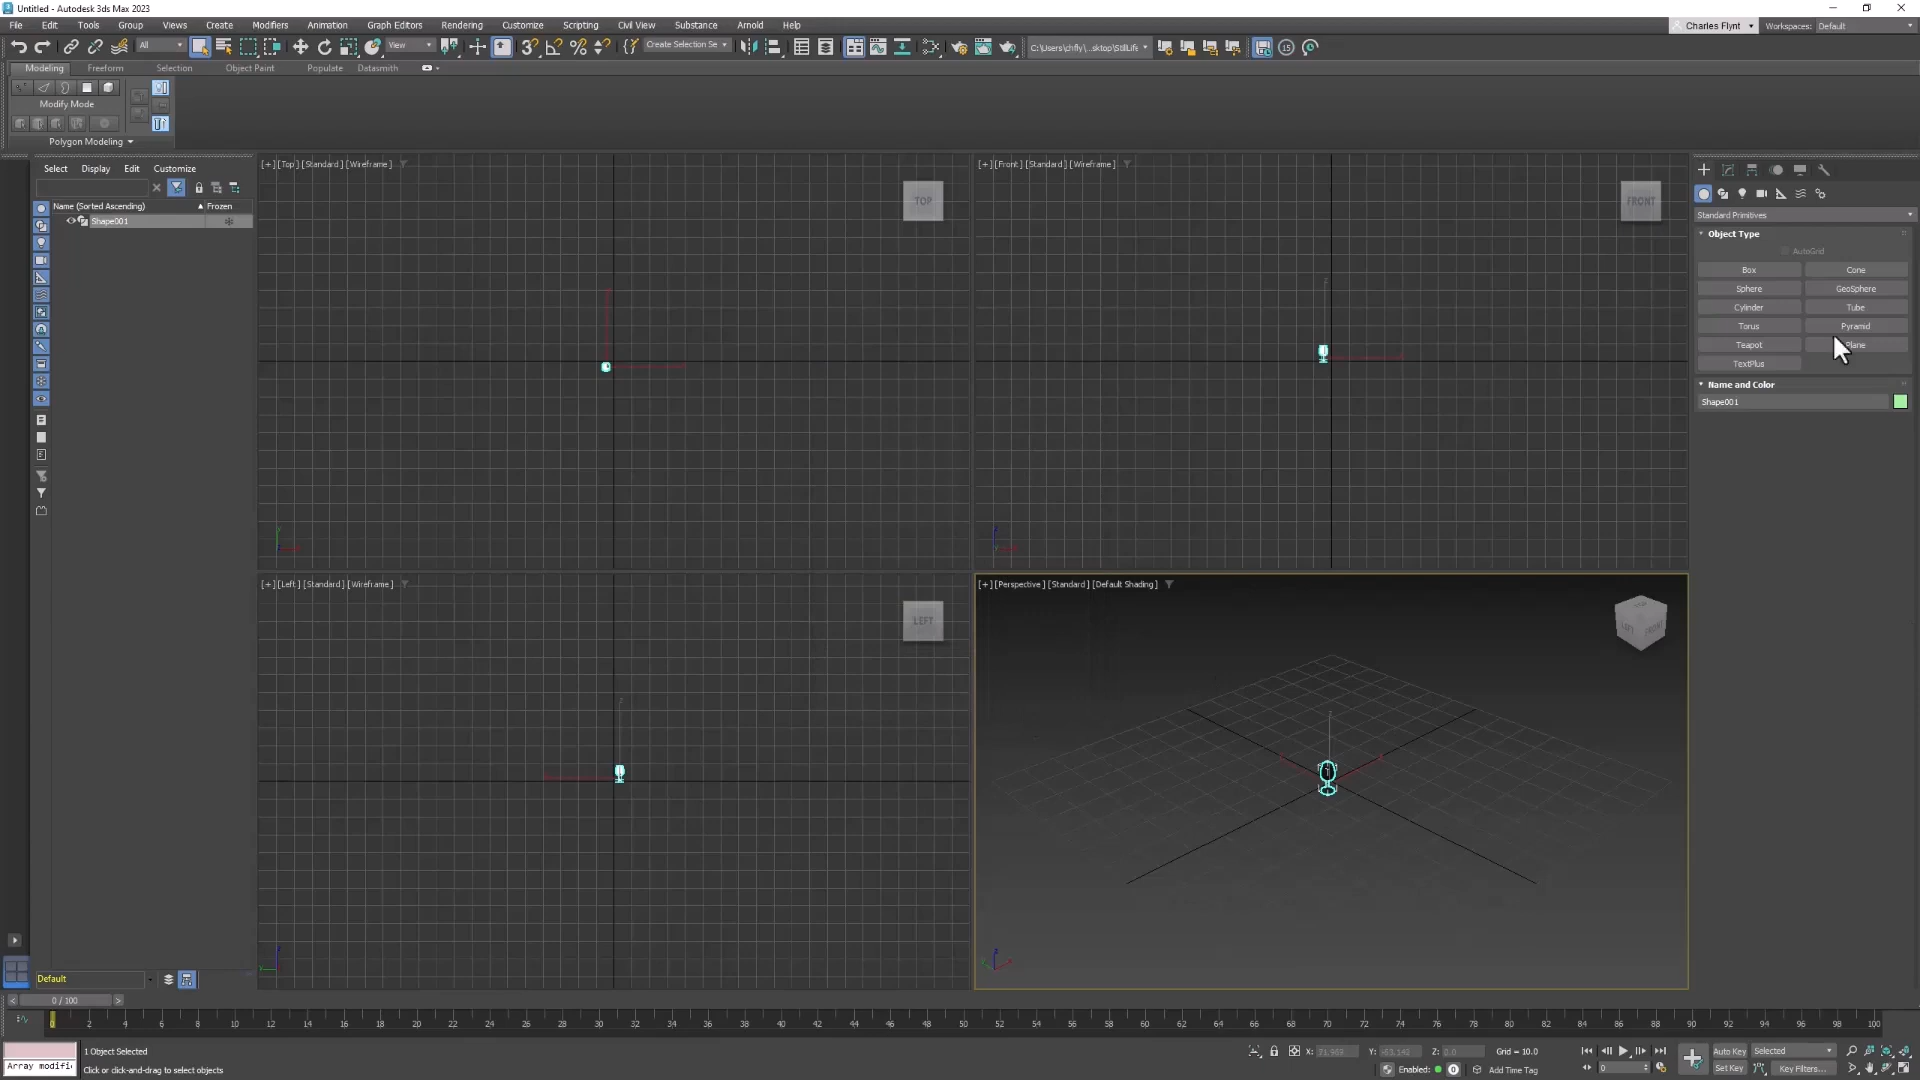 Untitled - Autodesk 3ds Max 2023
File Edit Tools Group Views Create Modifiers Animation Graph Editors Rendering Customize Scripting Civil View Substance Arnold Help
Charles Flynt Workspaces: Default
All View Create Selection Se C:\Users\chfly\...sktop\StillLife 15
Modeling Freeform Selection Object Paint Populate Datasmith
Modify Mode
Polygon Modeling
Select Display Edit Customize
Name (Sorted Ascending) Frozen
Shape001
[+] [Top] [Standard] [Wireframe]
TOP
[+] [Front] [Standard] [Wireframe]
FRONT
[+] [Left] [Standard] [Wireframe]
LEFT
[+] [Perspective] [Standard] [Default Shading]
TOP
LEFT FRONT
Standard Primitives
Object Type
AutoGrid
Box Cone
Sphere GeoSphere
Cylinder Tube
Torus Pyramid
Teapot Plane
TextPlus
Name and Color
Shape001
Default
0 / 100
0 2 4 6 8 10 12 14 16 18 20 22 24 26 28 30 32 34 36 38 40 42 44 46 48 50 52 54 56 58 60 62 64 66 68 70 72 74 76 78 80 82 84 86 88 90 92 94 96 98 100
1 Object Selected
Array modifi
Click or click-and-drag to select objects
X: Y: Z: 0.0 Grid = 10.0
Enabled: 0 Add Time Tag
Auto Key Selected
0 Set Key Key Filters...